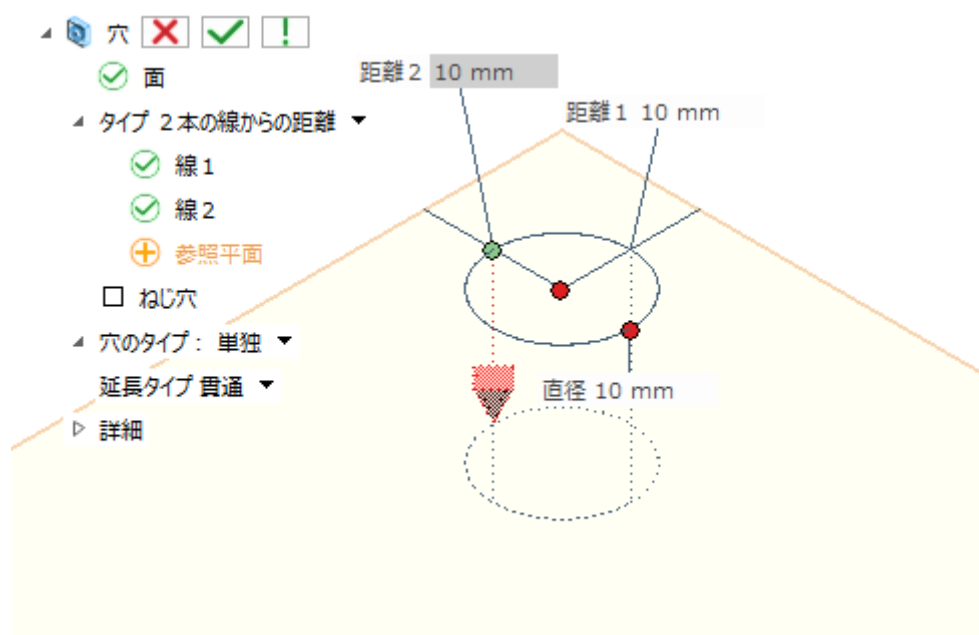 穴
面
距離2 10 mm
距離1 10 mm
タイプ 2本の線からの距離
線1
線2
参照平面
ねじ穴
穴のタイプ: 単独
延長タイプ 貫通
直径 10 mm
詳細